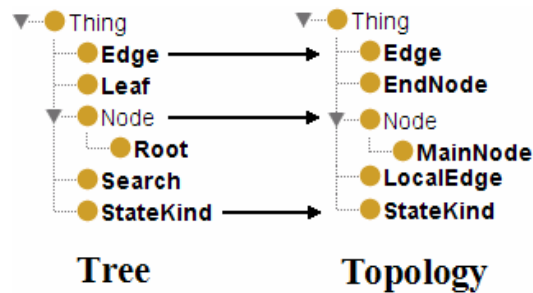 Thing
Edge
Leaf
Node
Root
Search
StateKind
Tree
Thing
Edge
EndNode
Node
MainNode
LocalEdge
StateKind
Topology